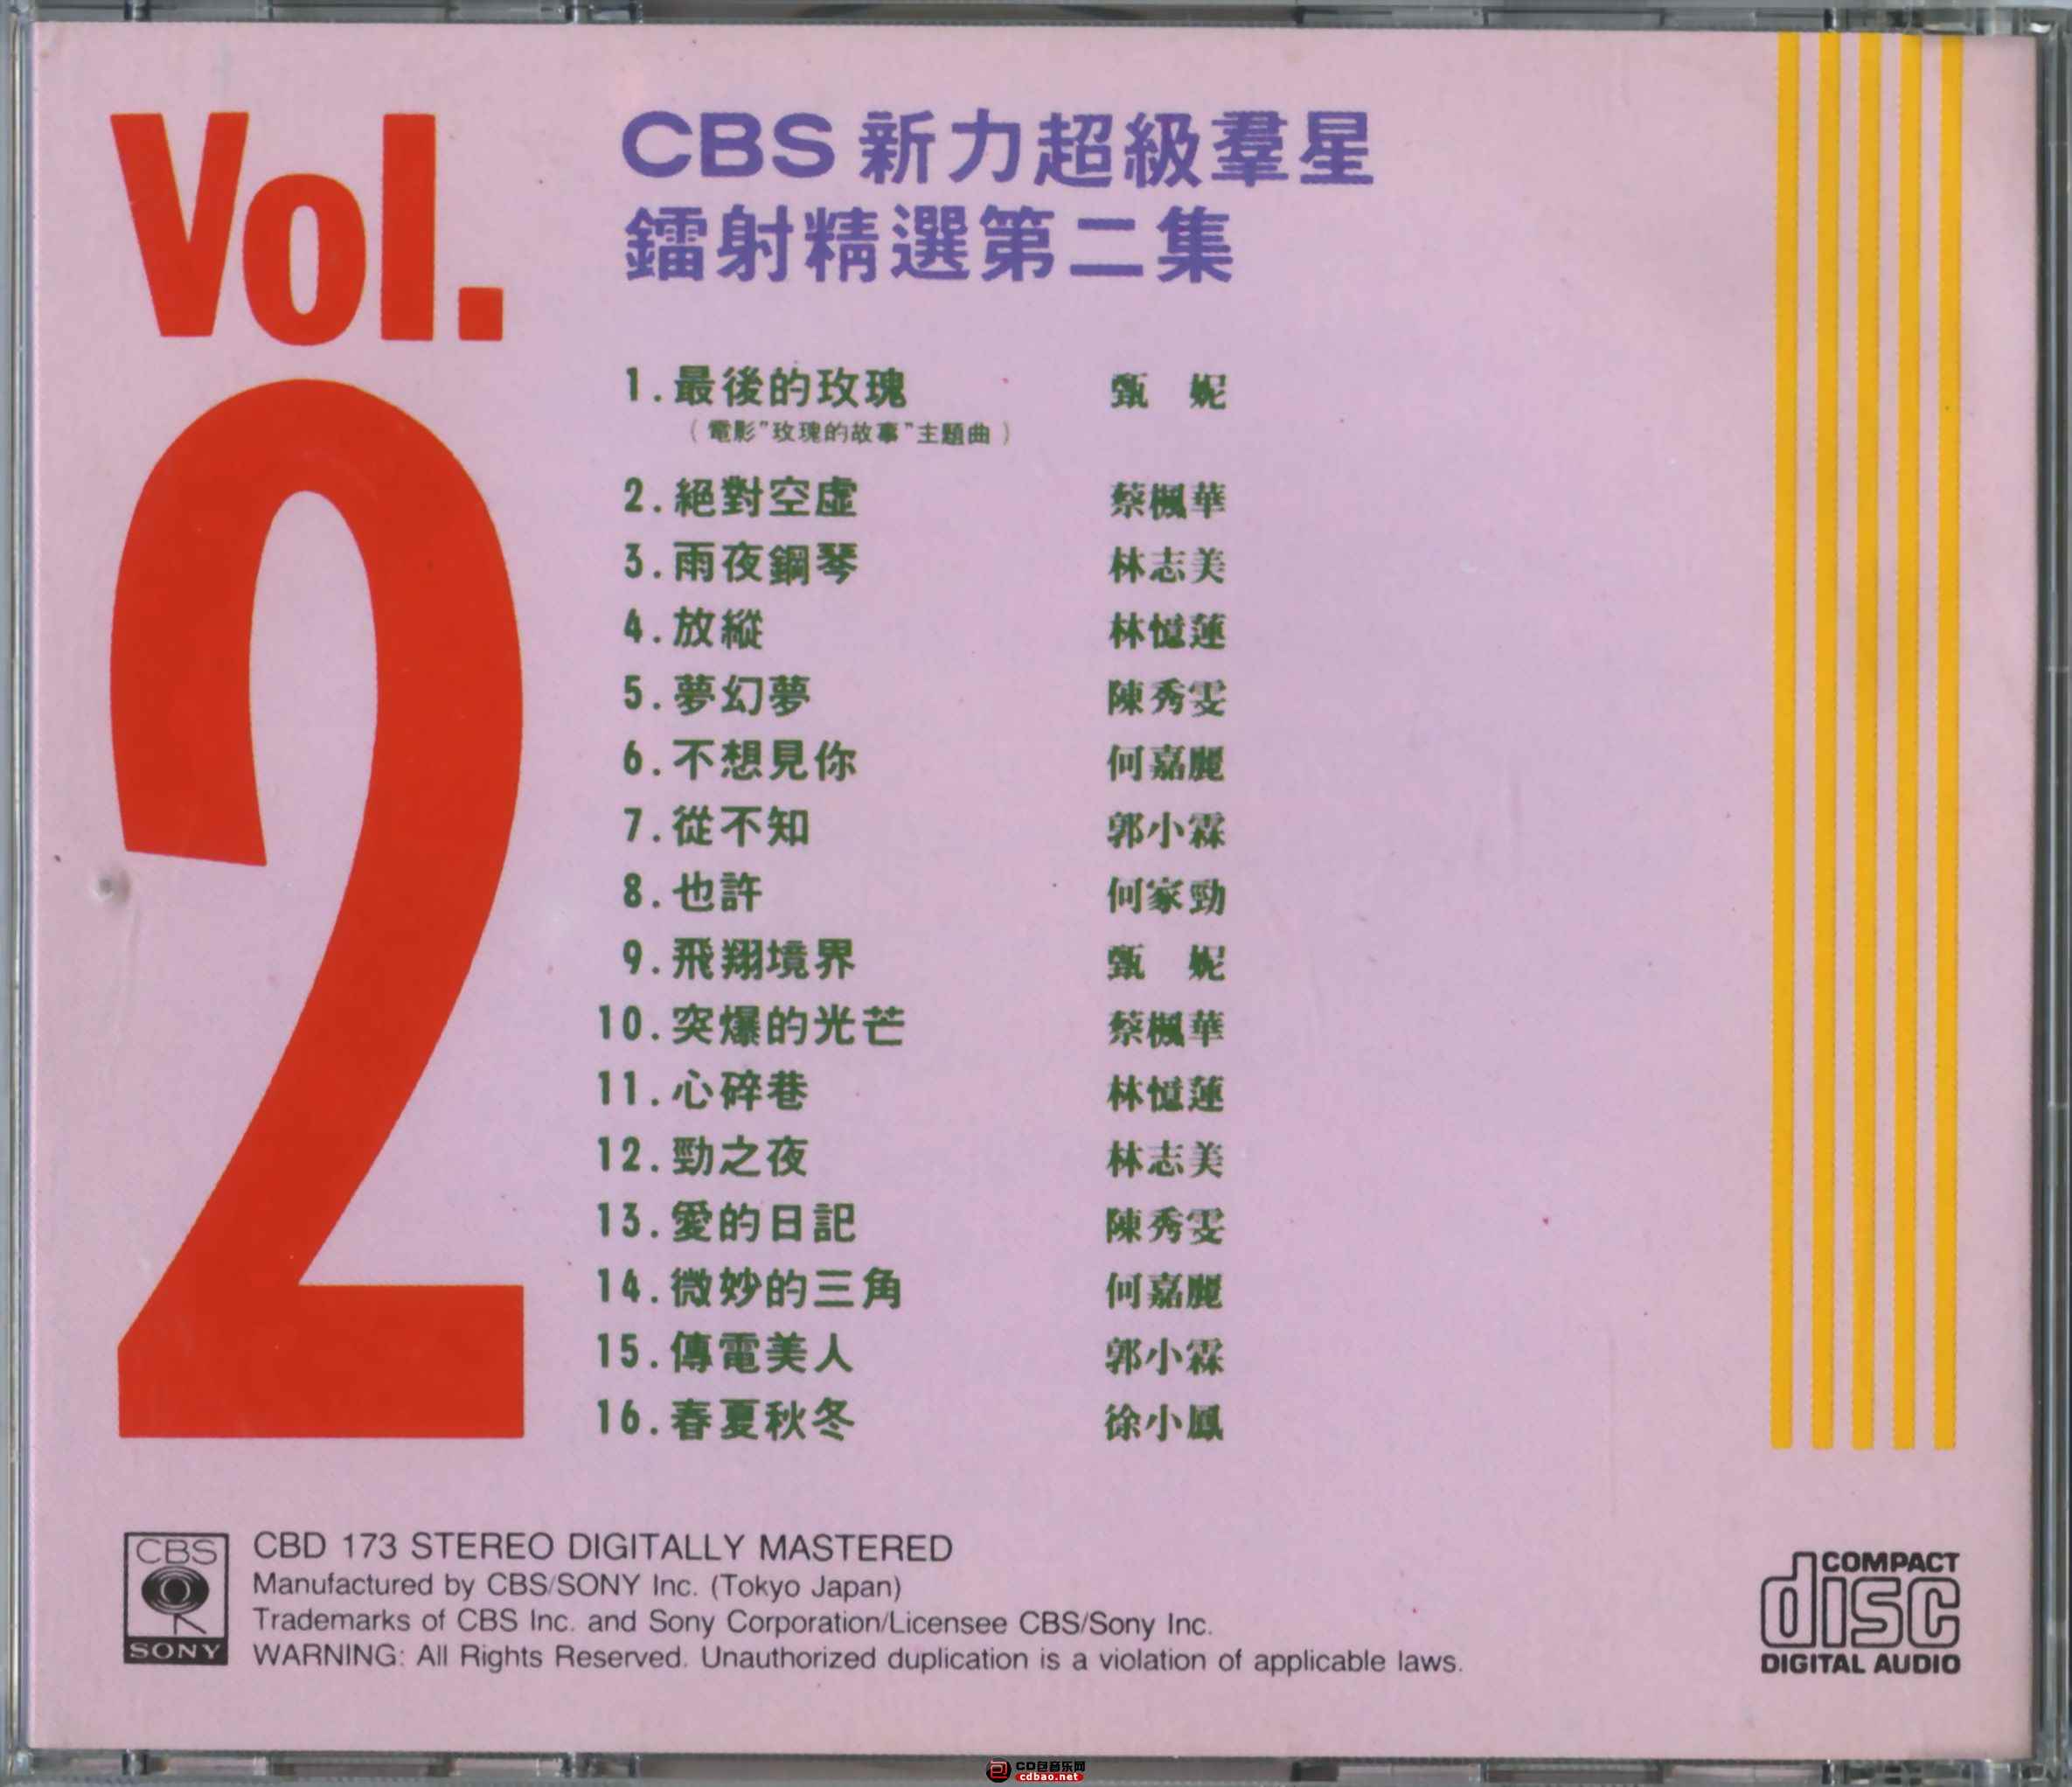 Vol.
2
CBS 新力超級羣星
鐳射精選第二集
1. 最後的玫瑰 甄 妮
(電影"玫瑰的故事"主題曲)
2. 絕對空虛 蔡楓華
3. 雨夜鋼琴 林志美
4. 放縱 林憶蓮
5. 夢幻夢 陳秀雯
6. 不想見你 何嘉麗
7. 從不知 郭小霖
8. 也許 何家勁
9. 飛翔境界 甄 妮
10. 突爆的光芒 蔡楓華
11. 心碎巷 林憶蓮
12. 勁之夜 林志美
13. 愛的日記 陳秀雯
14. 微妙的三角 何嘉麗
15. 傳電美人 郭小霖
16. 春夏秋冬 徐小鳳
CBS
SONY
CBD 173 STEREO DIGITALLY MASTERED
Manufactured by CBS/SONY Inc. (Tokyo Japan)
Trademarks of CBS Inc. and Sony Corporation/Licensee CBS/Sony Inc.
WARNING: All Rights Reserved. Unauthorized duplication is a violation of applicable laws.
COMPACT
disc
DIGITAL AUDIO
CD包音乐网
cdbao.net